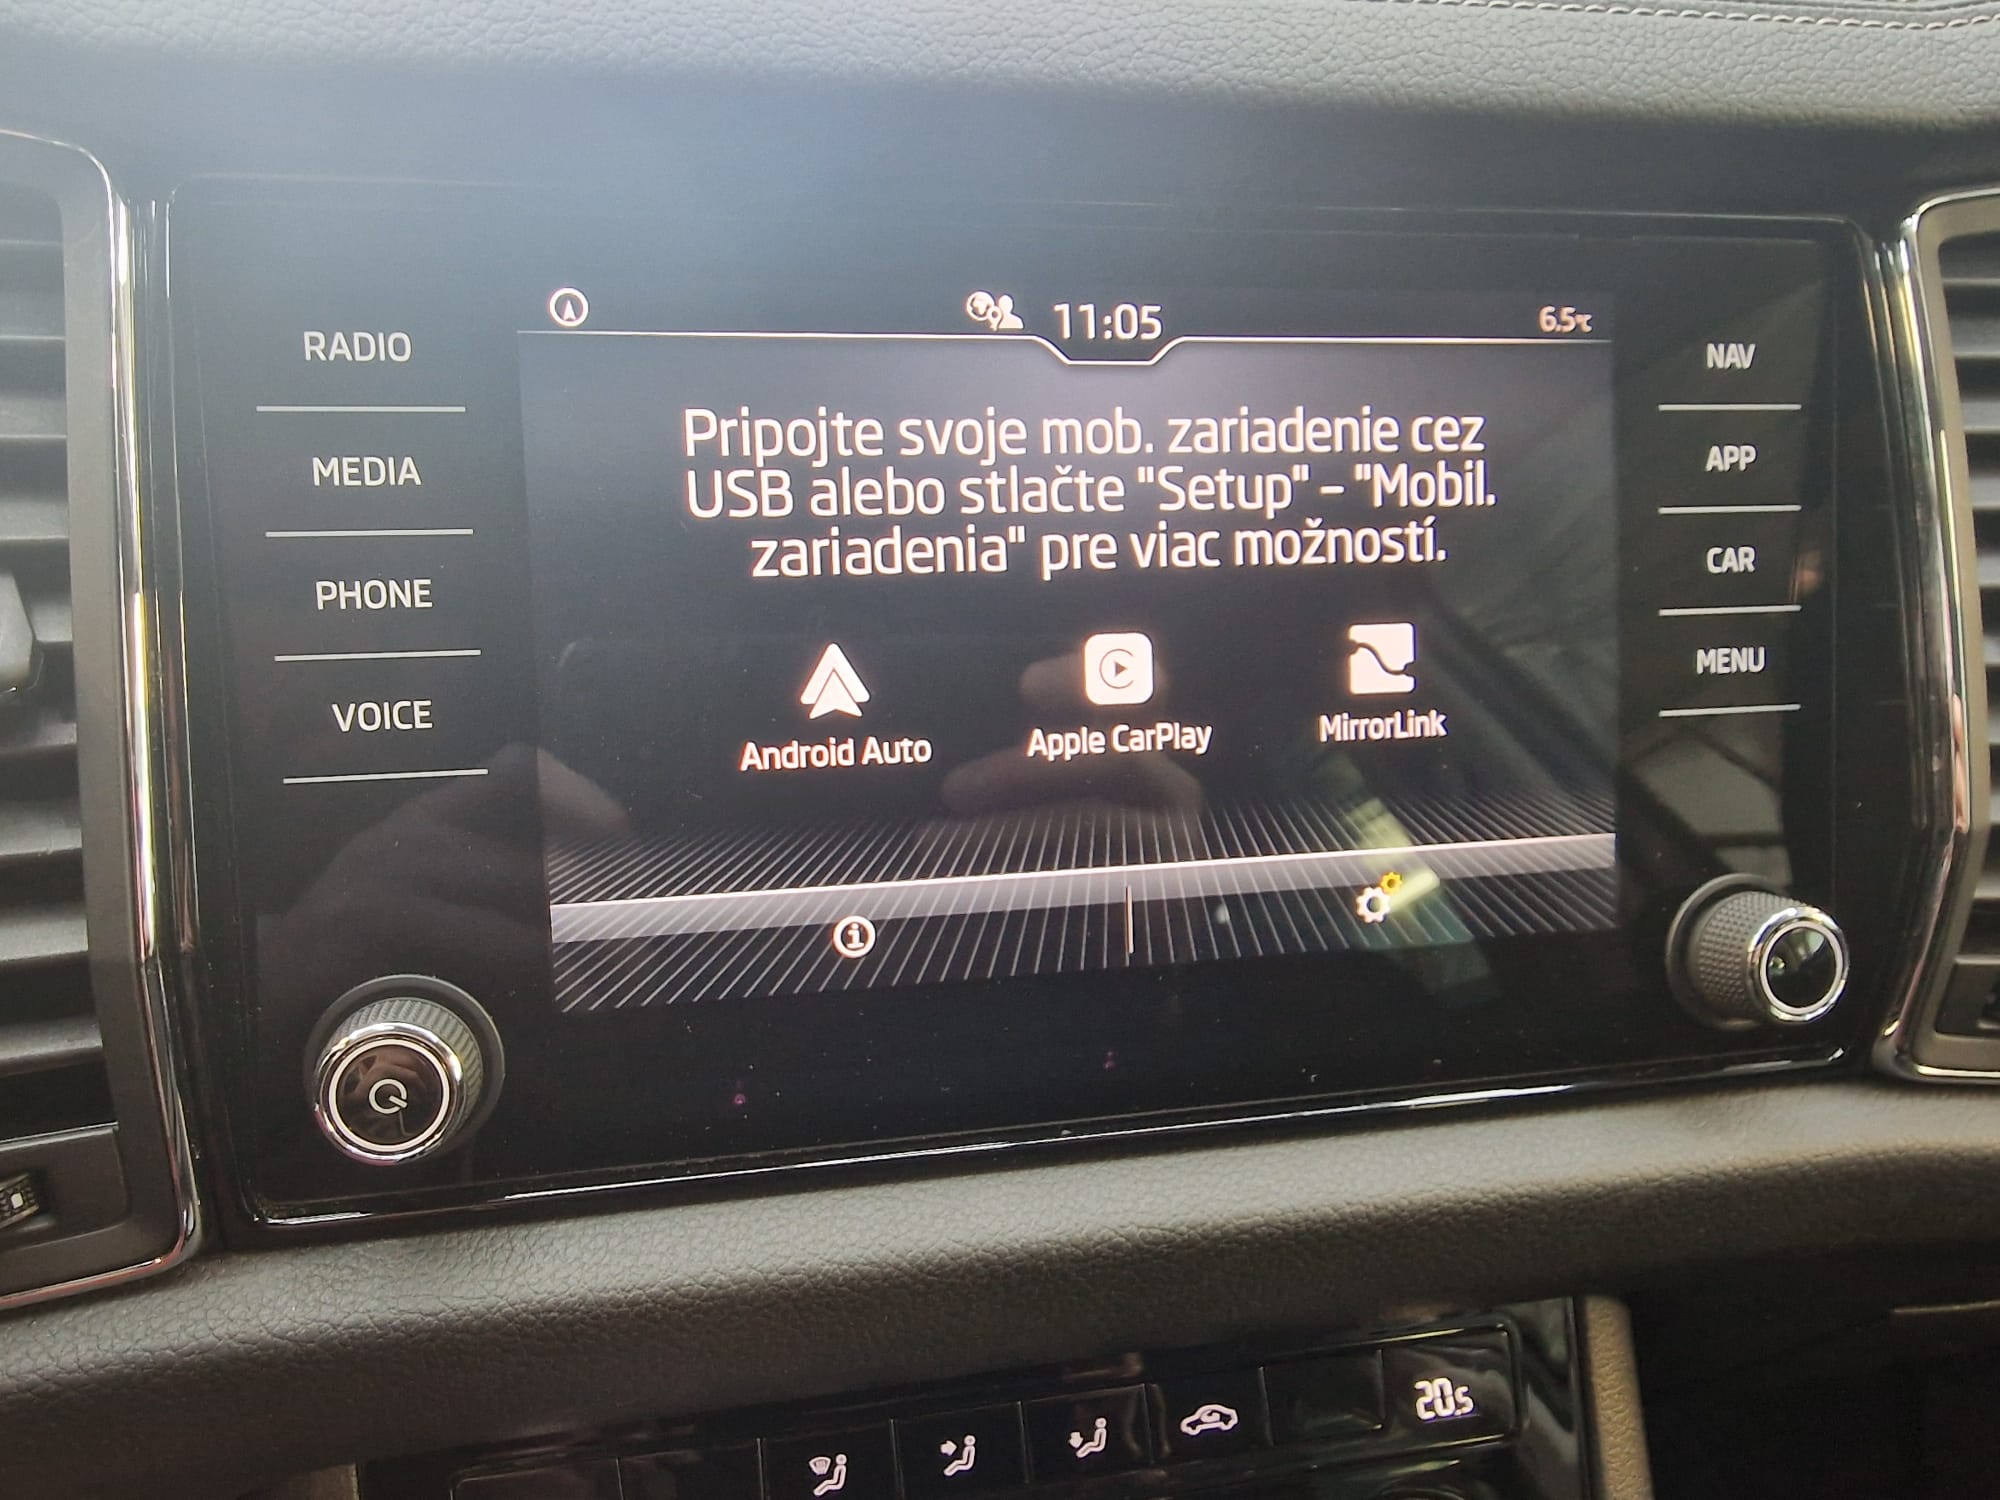 11:05
6.5℃
RADIO
MEDIA
PHONE
VOICE
Pripojte svoje mob. zariadenie cez
USB alebo stlačte "Setup" - "Mobil.
zariadenia" pre viac možností.
Android Auto
Apple CarPlay
MirrorLink
NAV
APP
CAR
MENU
20.5